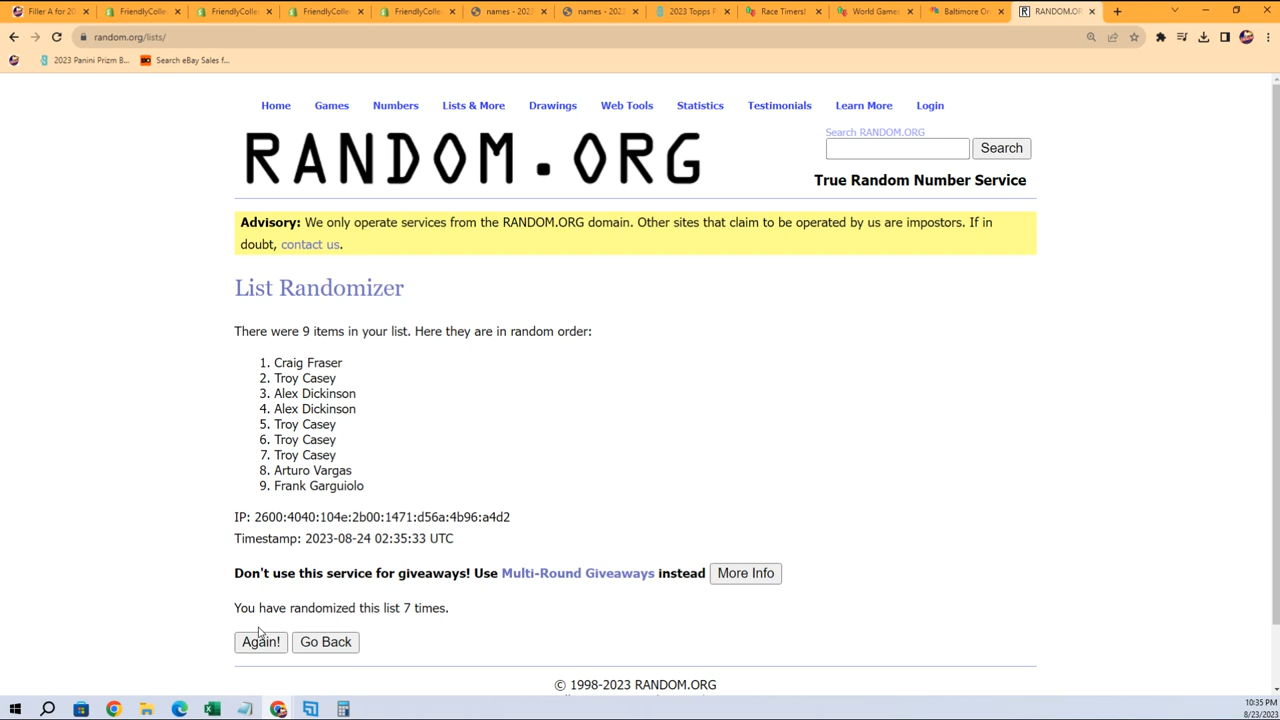 Filler A for 20
FriendlyColle
FriendlyColle
FriendlyColle
FriendlyColle
names - 202
names - 202
2023 Topps P
Race Timers!
World Games
Baltimore Or
RANDOM.OR
random.org/lists/
2023 Panini Prizm B...
Search eBay Sales f...
Home Games Numbers Lists & More Drawings Web Tools Statistics Testimonials Learn More Login
RANDOM.ORG
Search RANDOM.ORG
Search
True Random Number Service
Advisory: We only operate services from the RANDOM.ORG domain. Other sites that claim to be operated by us are impostors. If in
doubt, contact us.
List Randomizer
There were 9 items in your list. Here they are in random order:
1. Craig Fraser
2. Troy Casey
3. Alex Dickinson
4. Alex Dickinson
5. Troy Casey
6. Troy Casey
7. Troy Casey
8. Arturo Vargas
9. Frank Garguiolo
IP: 2600:4040:104e:2b00:1471:d56a:4b96:a4d2
Timestamp: 2023-08-24 02:35:33 UTC
Don't use this service for giveaways! Use Multi-Round Giveaways instead More Info
You have randomized this list 7 times.
Again! Go Back
© 1998-2023 RANDOM.ORG
10:35 PM
8/23/2023